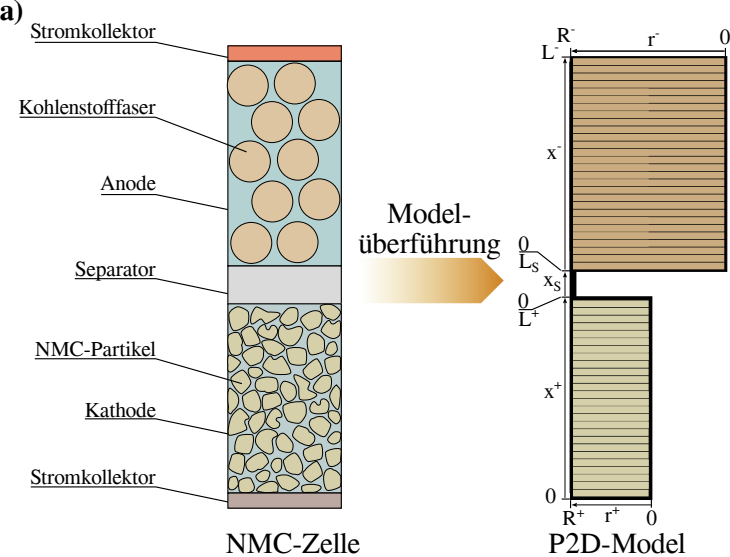 a)
Stromkollektor
Kohlenstofffaser
Anode
Separator
NMC-Partikel
Kathode
Stromkollektor
NMC-Zelle
Model-
überführung
R⁻
r⁻
0
L⁻
x⁻
0
L_S
x_S
0
L⁺
x⁺
0
R⁺
r⁺
0
P2D-Model